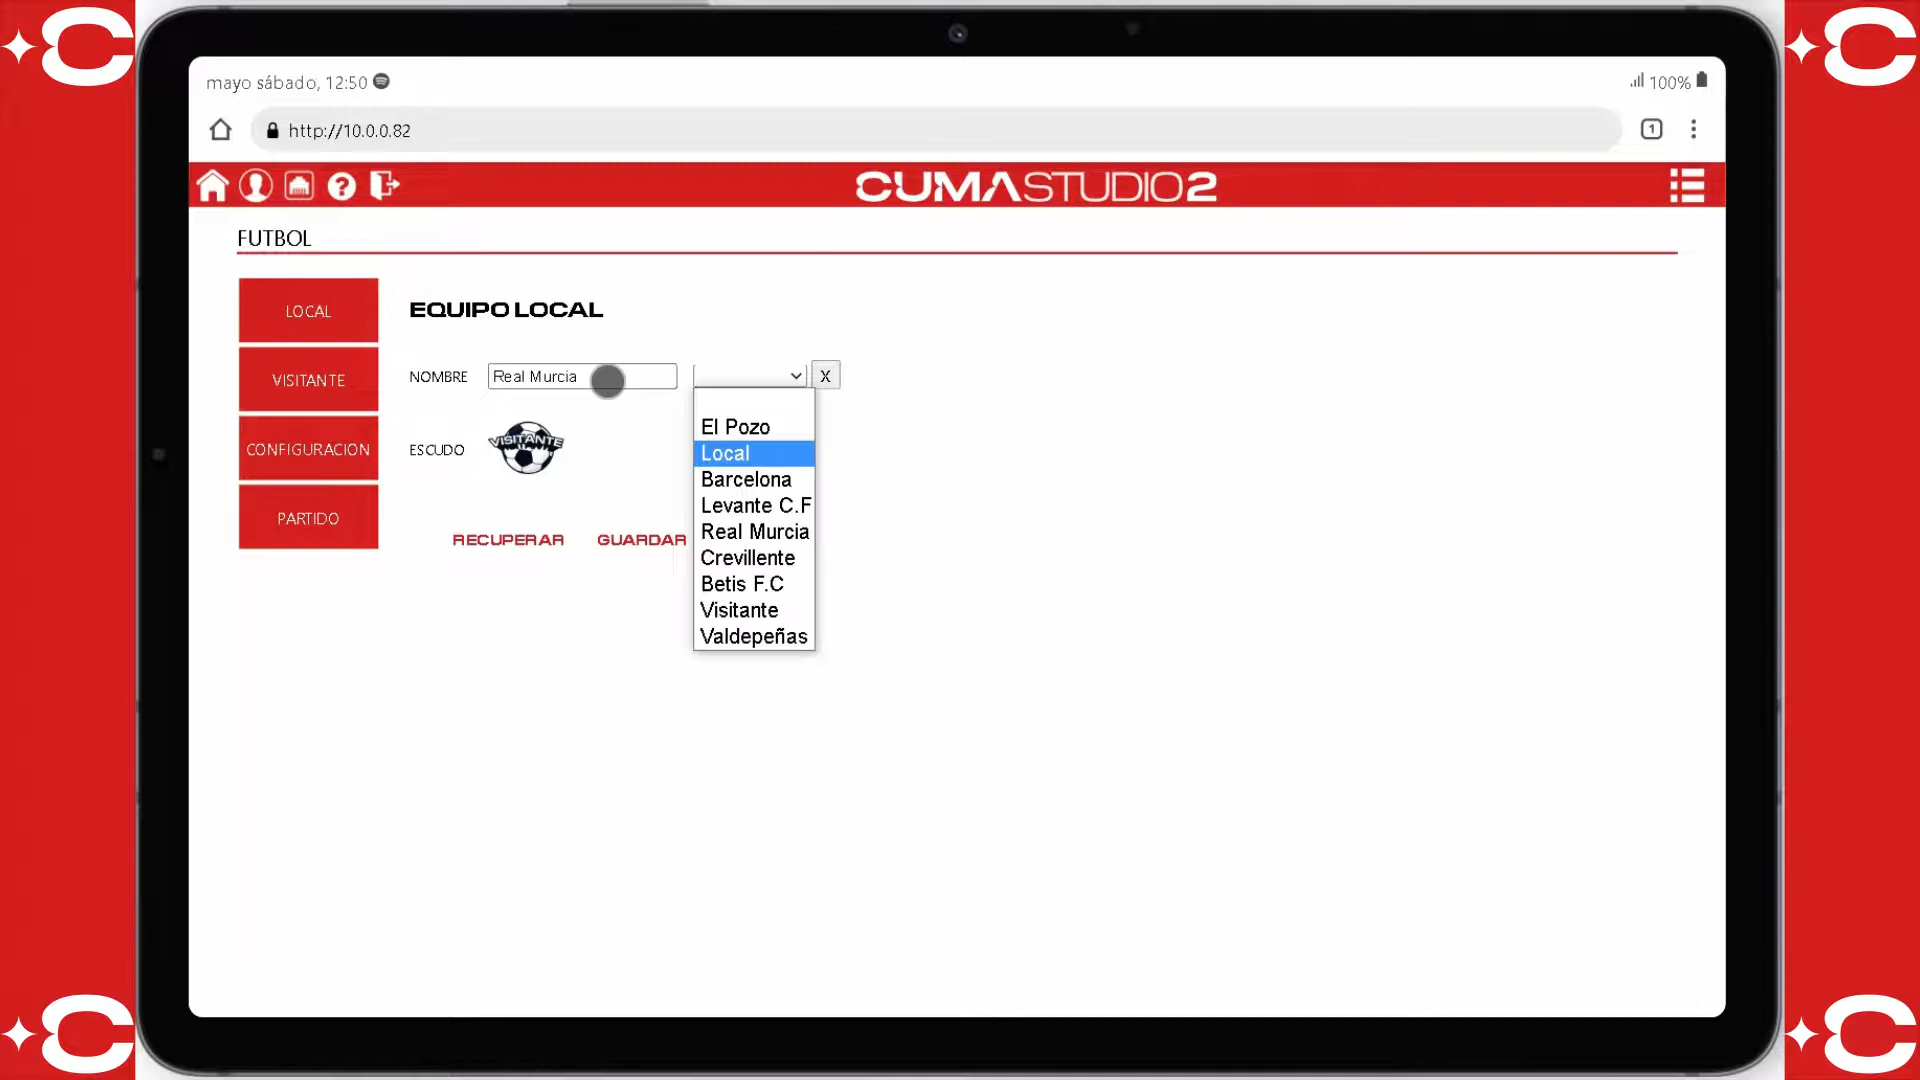 mayo sábado, 12:50
100%
http://10.0.0.82
1
?
CUMASTUDIO2
FUTBOL
LOCAL
VISITANTE
CONFIGURACION
PARTIDO
EQUIPO LOCAL
NOMBRE Real Murcia X
ESCUDO VISITANTE
RECUPERAR GUARDAR
El Pozo
Local
Barcelona
Levante C.F
Real Murcia
Crevillente
Betis F.C
Visitante
Valdepeñas